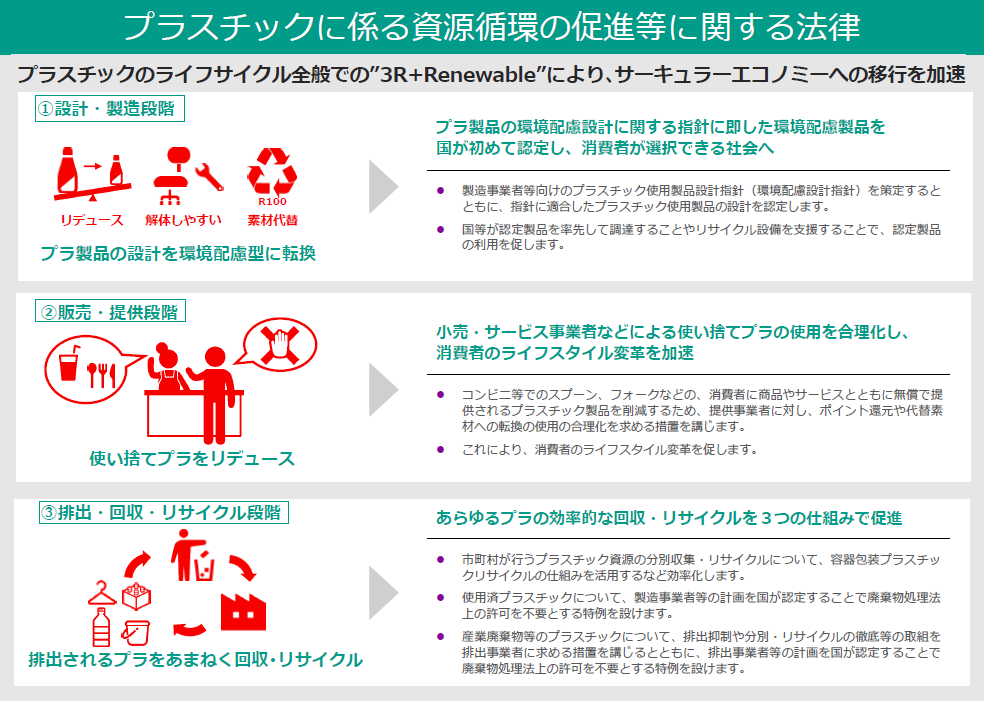 プラスチックに係る資源循環の促進等に関する法律
プラスチックのライフサイクル全般での”3R+Renewable”により､サーキュラーエコノミーへの移行を加速
①設計・製造段階
R100
リデュース 解体しやすい 素材代替
プラ製品の設計を環境配慮型に転換
プラ製品の環境配慮設計に関する指針に即した環境配慮製品を
国が初めて認定し、消費者が選択できる社会へ
● 製造事業者等向けのプラスチック使用製品設計指針（環境配慮設計指針）を策定すると
ともに、指針に適合したプラスチック使用製品の設計を認定します。
● 国等が認定製品を率先して調達することやリサイクル設備を支援することで、認定製品
の利用を促します。
②販売・提供段階
使い捨てプラをリデュース
小売・サービス事業者などによる使い捨てプラの使用を合理化し、
消費者のライフスタイル変革を加速
● コンビニ等でのスプーン、フォークなどの、消費者に商品やサービスとともに無償で提
供されるプラスチック製品を削減するため、提供事業者に対し、ポイント還元や代替素
材への転換の使用の合理化を求める措置を講じます。
● これにより、消費者のライフスタイル変革を促します。
③排出・回収・リサイクル段階
排出されるプラをあまねく回収･リサイクル
あらゆるプラの効率的な回収・リサイクルを３つの仕組みで促進
● 市町村が行うプラスチック資源の分別収集・リサイクルについて、容器包装プラスチッ
クリサイクルの仕組みを活用するなど効率化します。
● 使用済プラスチックについて、製造事業者等の計画を国が認定することで廃棄物処理法
上の許可を不要とする特例を設けます。
● 産業廃棄物等のプラスチックについて、排出抑制や分別・リサイクルの徹底等の取組を
排出事業者に求める措置を講じるとともに、排出事業者等の計画を国が認定することで
廃棄物処理法上の許可を不要とする特例を設けます。